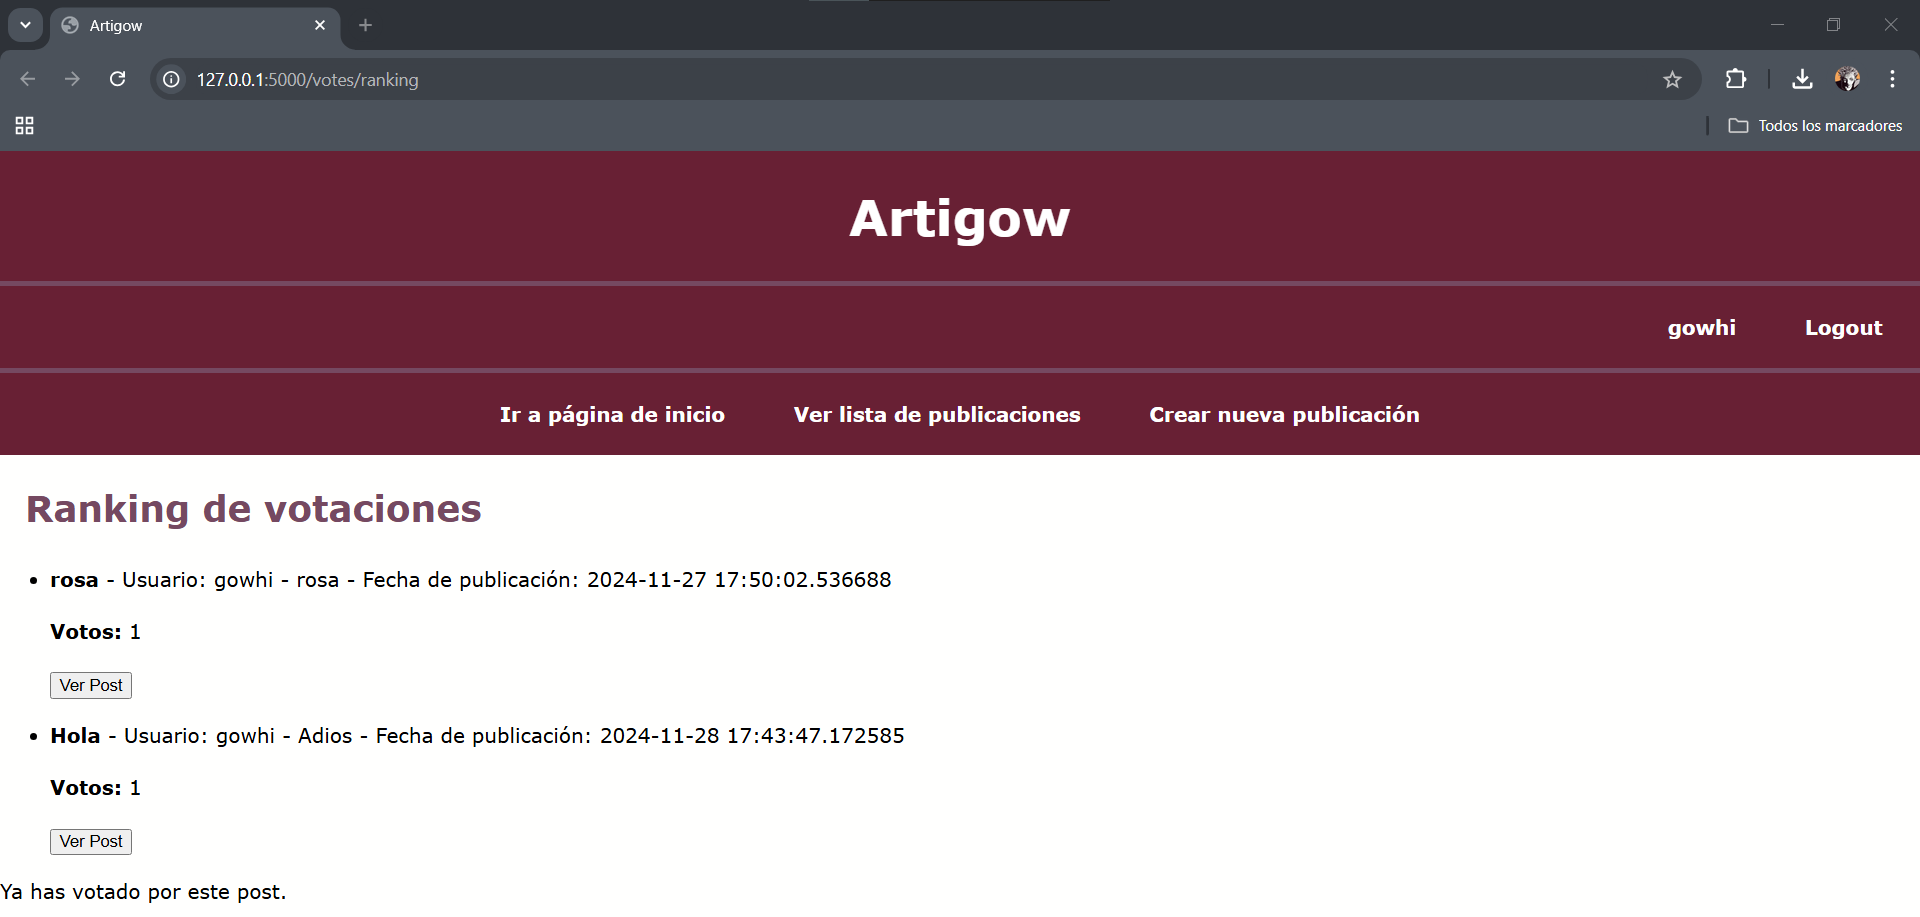 Artigow
127.0.0.1:5000/votes/ranking
Todos los marcadores
Artigow
gowhi Logout
Ir a página de inicio Ver lista de publicaciones Crear nueva publicación
Ranking de votaciones
• rosa - Usuario: gowhi - rosa - Fecha de publicación: 2024-11-27 17:50:02.536688
Votos: 1
Ver Post
• Hola - Usuario: gowhi - Adios - Fecha de publicación: 2024-11-28 17:43:47.172585
Votos: 1
Ver Post
Ya has votado por este post.